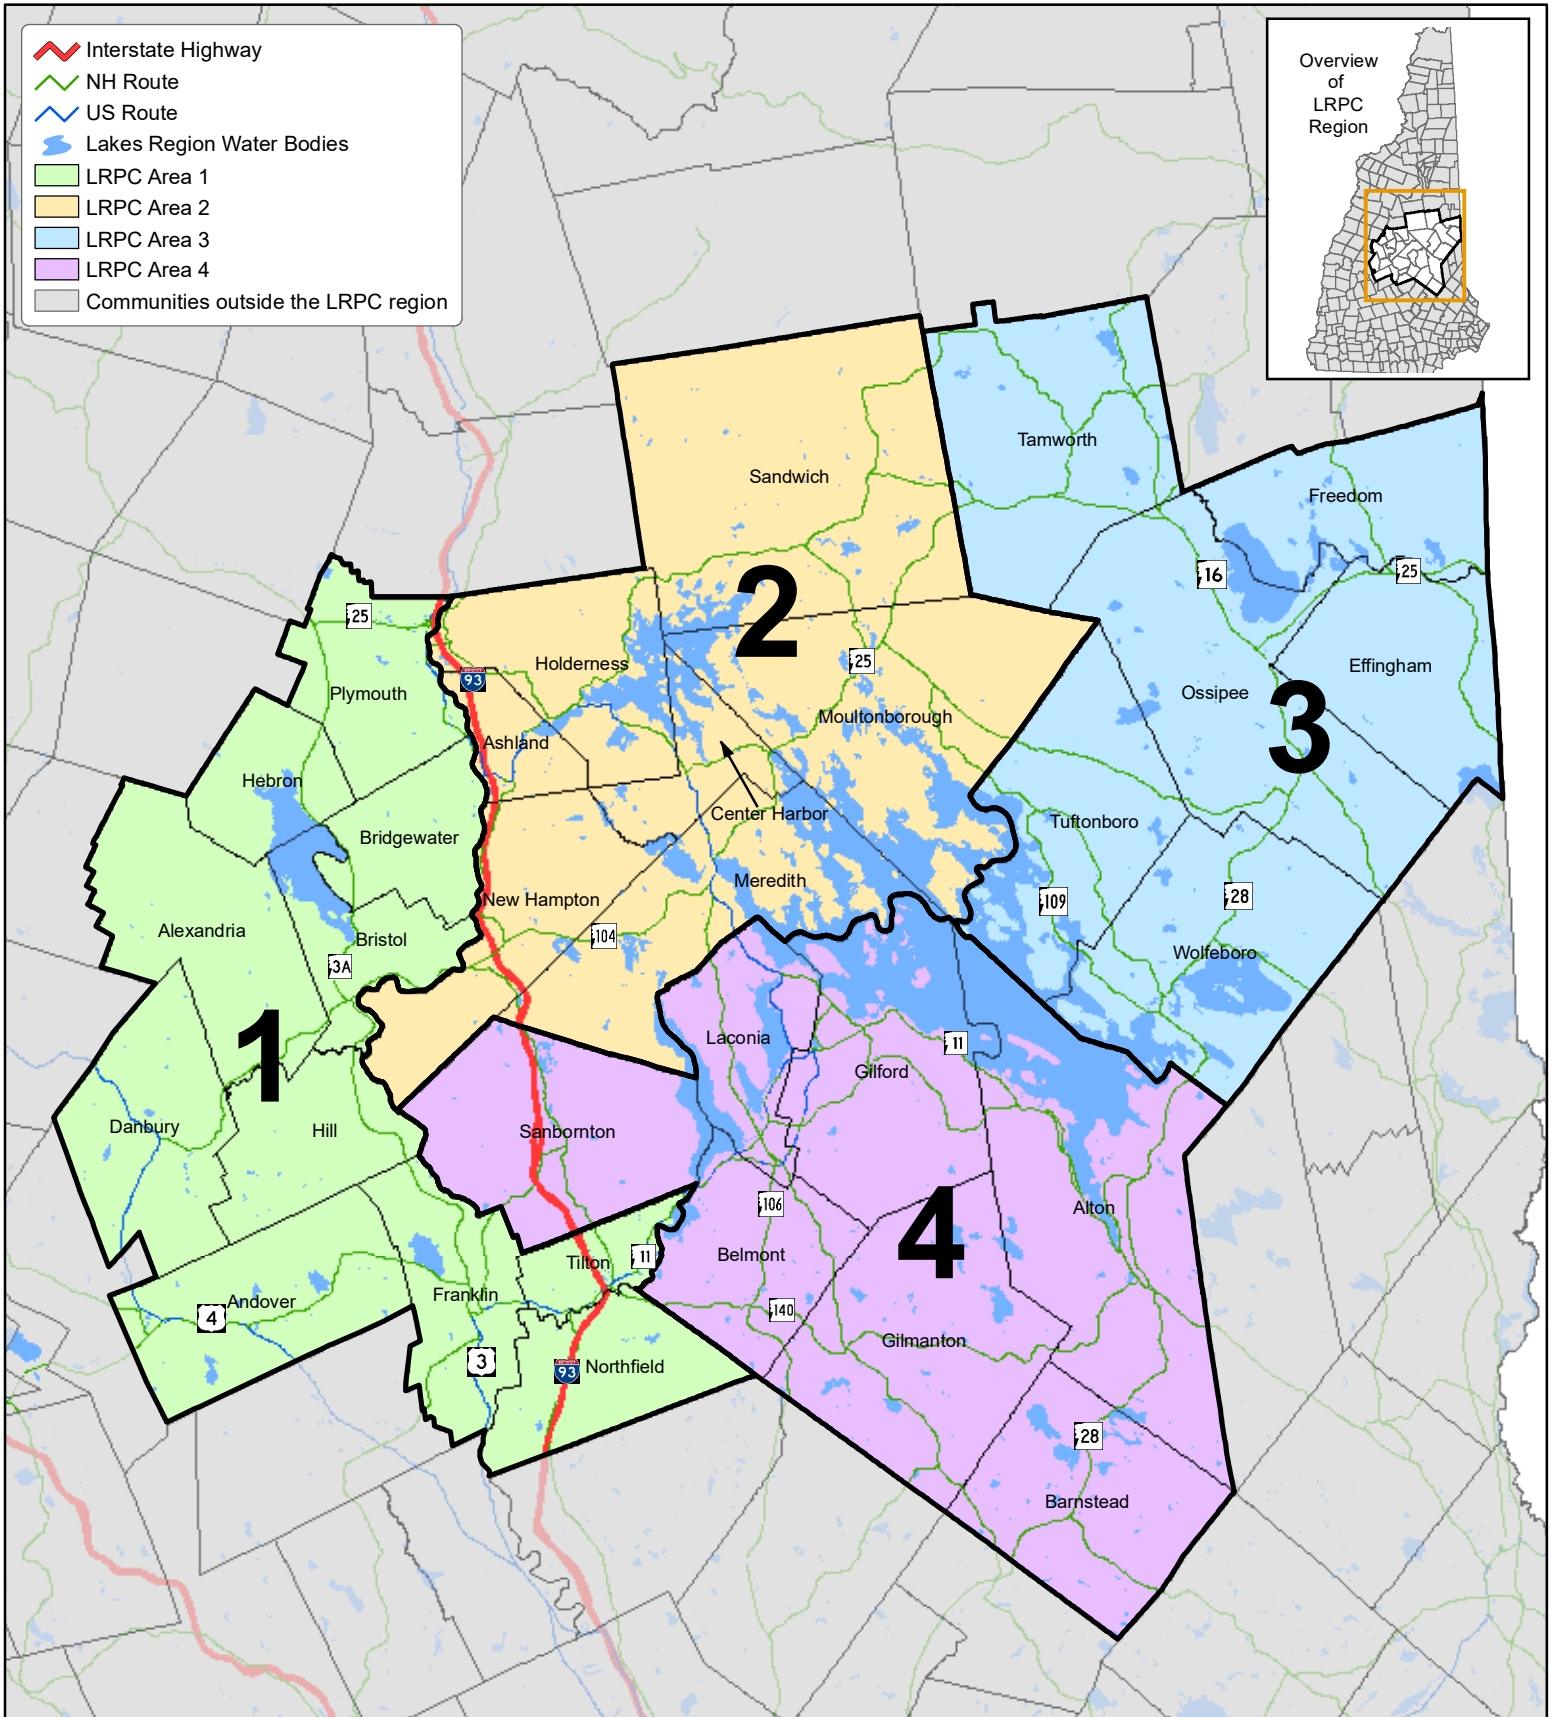 Interstate Highway
NH Route
US Route
Lakes Region Water Bodies
LRPC Area 1
LRPC Area 2
LRPC Area 3
LRPC Area 4
Communities outside the LRPC region
Overview
of
LRPC
Region
Tamworth
Sandwich
Freedom
16
25
2
25
Holderness
25
Effingham
93
Plymouth
Ossipee
3
Moultonborough
Ashland
Hebron
Center Harbor
Tuftonboro
Bridgewater
Meredith
28
New Hampton
109
Alexandria
104
Bristol
Wolfeboro
3A
1
Laconia
11
Gilford
Danbury
Hill
Sanbornton
106
Alton
4
Belmont
11
Tilton
Franklin
Andover
4
140
Gilmanton
3
93
Northfield
28
Barnstead